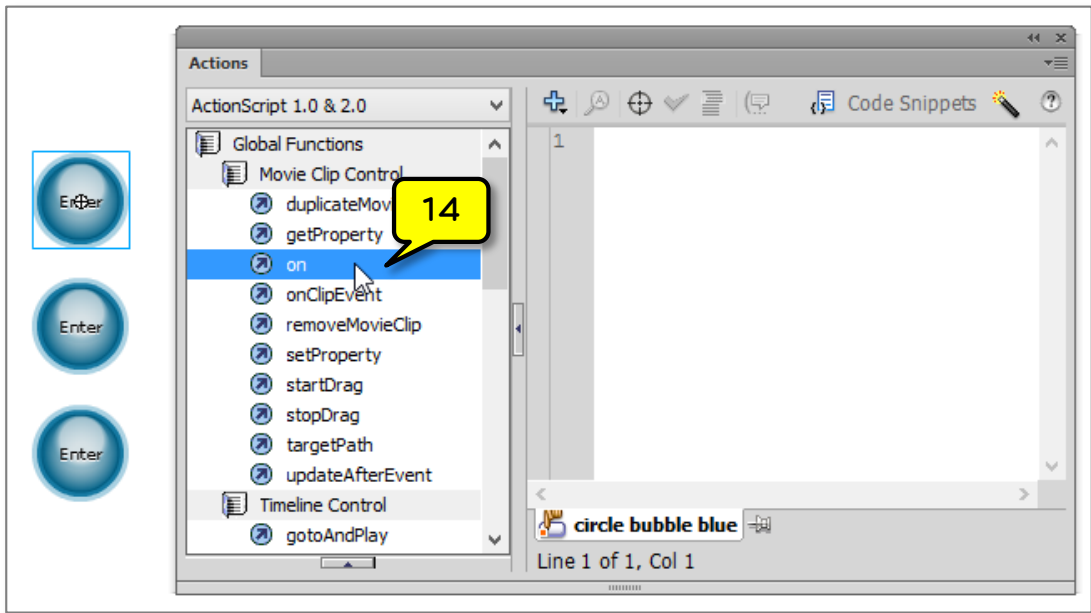 Actions
ActionScript 1.0 & 2.0
Code Snippets
?
Global Functions
Movie Clip Control
duplicateMov
14
getProperty
on
onClipEvent
removeMovieClip
setProperty
startDrag
stopDrag
targetPath
updateAfterEvent
Timeline Control
gotoAndPlay
1
Enter
Enter
Enter
circle bubble blue
Line 1 of 1, Col 1